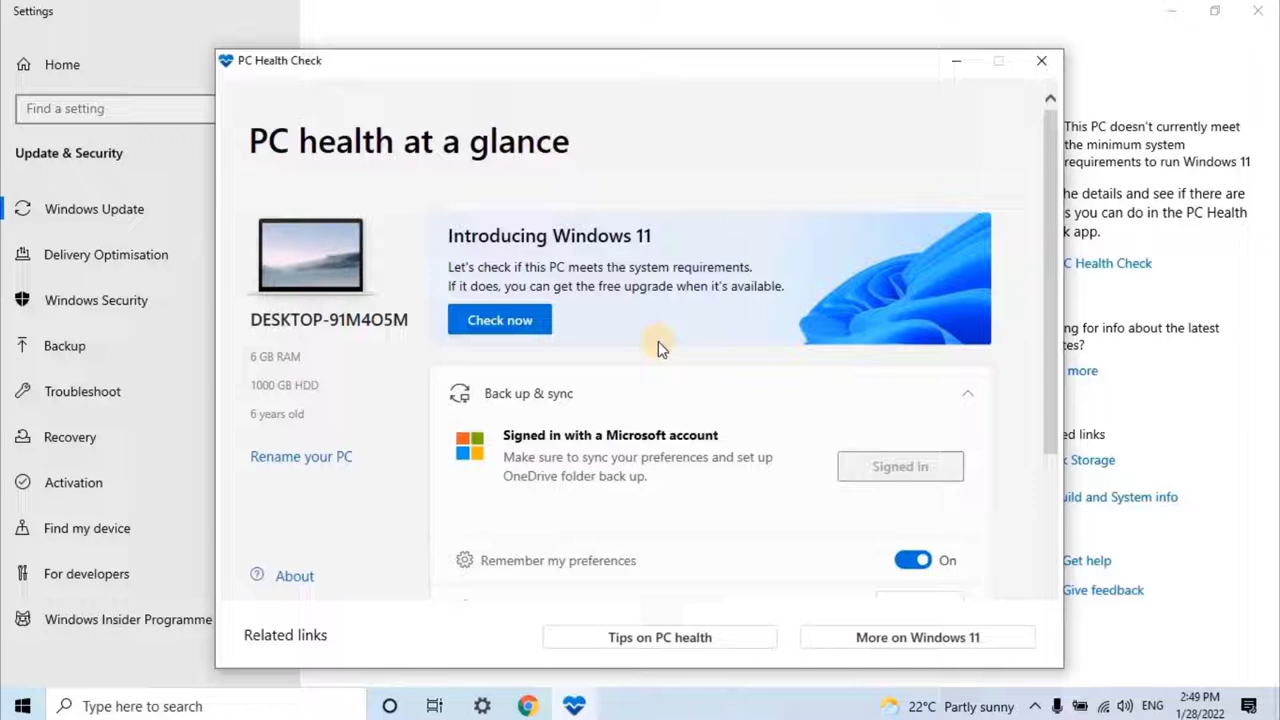 Settings
Home
Find a setting
Update & Security
Windows Update
Delivery Optimisation
Windows Security
Backup
Troubleshoot
Recovery
Activation
Find my device
For developers
Windows Insider Programme
PC Health Check
PC health at a glance
DESKTOP-91M4O5M
6 GB RAM
1000 GB HDD
6 years old
Rename your PC
About
Introducing Windows 11
Let's check if this PC meets the system requirements.
If it does, you can get the free upgrade when it's available.
Check now
Back up & sync
Signed in with a Microsoft account
Make sure to sync your preferences and set up
OneDrive folder back up.
Signed in
Remember my preferences
On
Related links
Tips on PC health
More on Windows 11
This PC doesn't currently meet
the minimum system
requirements to run Windows 11
he details and see if there are
s you can do in the PC Health
k app.
C Health Check
ng for info about the latest
es?
more
ed links
k Storage
uild and System info
Get help
Give feedback
Type here to search
22°C Partly sunny
ENG
2:49 PM
1/28/2022